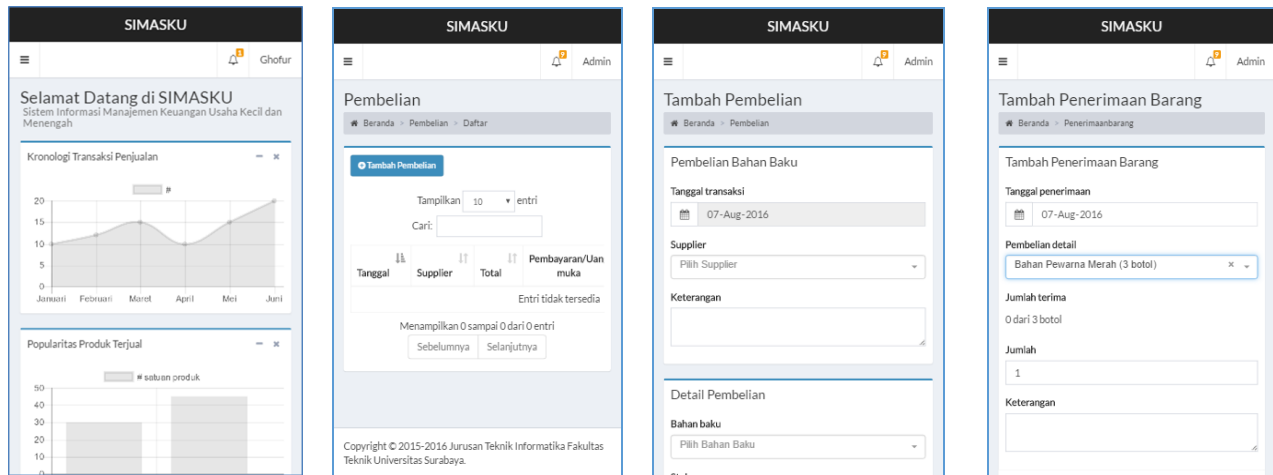 SIMASKU
1
Ghofur
Selamat Datang di SIMASKU
Sistem Informasi Manajemen Keuangan Usaha Kecil dan
Menengah
Kronologi Transaksi Penjualan
#
20
15
10
5
0
Januari Februari Maret April Mei Juni
Popularitas Produk Terjual
# satuan produk
50
40
30
20
10
SIMASKU
9
Admin
Pembelian
Beranda > Pembelian > Daftar
Tambah Pembelian
Tampilkan 10 entri
Cari:
Pembayaran/Uan
Tanggal Supplier Total muka
Entri tidak tersedia
Menampilkan 0 sampai 0 dari 0 entri
Sebelumnya Selanjutnya
Copyright © 2015-2016 Jurusan Teknik Informatika Fakultas
Teknik Universitas Surabaya.
SIMASKU
9
Admin
Tambah Pembelian
Beranda > Pembelian
Pembelian Bahan Baku
Tanggal transaksi
07-Aug-2016
Supplier
Pilih Supplier
Keterangan
Detail Pembelian
Bahan baku
Pilih Bahan Baku
SIMASKU
9
Admin
Tambah Penerimaan Barang
Beranda > Penerimaanbarang
Tambah Penerimaan Barang
Tanggal penerimaan
07-Aug-2016
Pembelian detail
Bahan Pewarna Merah (3 botol)
Jumlah terima
0 dari 3 botol
Jumlah
1
Keterangan